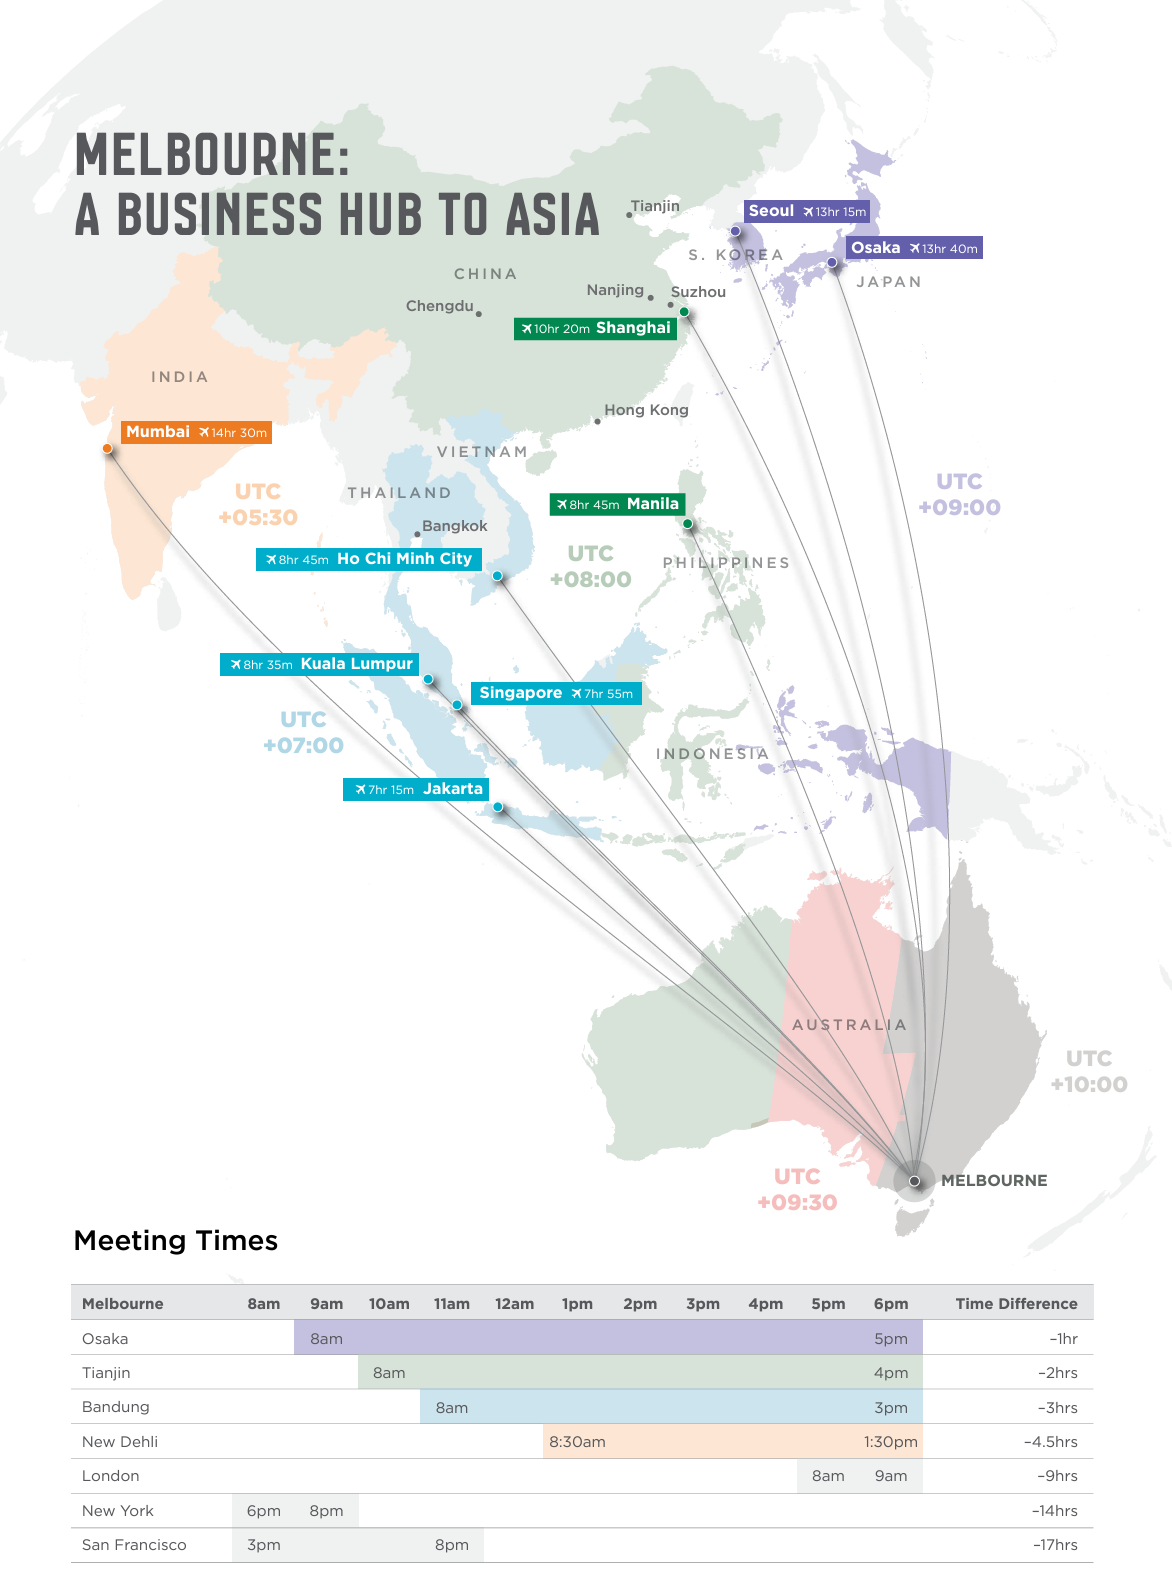 MELBOURNE:
A BUSINESS HUB TO ASIA
Tianjin
Seoul 13hr 15m
Osaka 13hr 40m
S. KOREA
CHINA
JAPAN
Nanjing
Suzhou
Chengdu
10hr 20m Shanghai
INDIA
Hong Kong
Mumbai 14hr 30m
VIETNAM
UTC
+09:00
THAILAND
UTC
+05:30
8hr 45m Manila
Bangkok
UTC
+08:00
8hr 45m Ho Chi Minh City
PHILIPPINES
8hr 35m Kuala Lumpur
Singapore 7hr 55m
UTC
+07:00
INDONESIA
7hr 15m Jakarta
AUSTRALIA
UTC
+10:00
UTC
+09:30
MELBOURNE
Meeting Times
Melbourne 8am 9am 10am 11am 12am 1pm 2pm 3pm 4pm 5pm 6pm Time Difference
Osaka 8am 5pm –1hr
Tianjin 8am 4pm –2hrs
Bandung 8am 3pm –3hrs
New Dehli 8:30am 1:30pm –4.5hrs
London 8am 9am –9hrs
New York 6pm 8pm –14hrs
San Francisco 3pm 8pm –17hrs